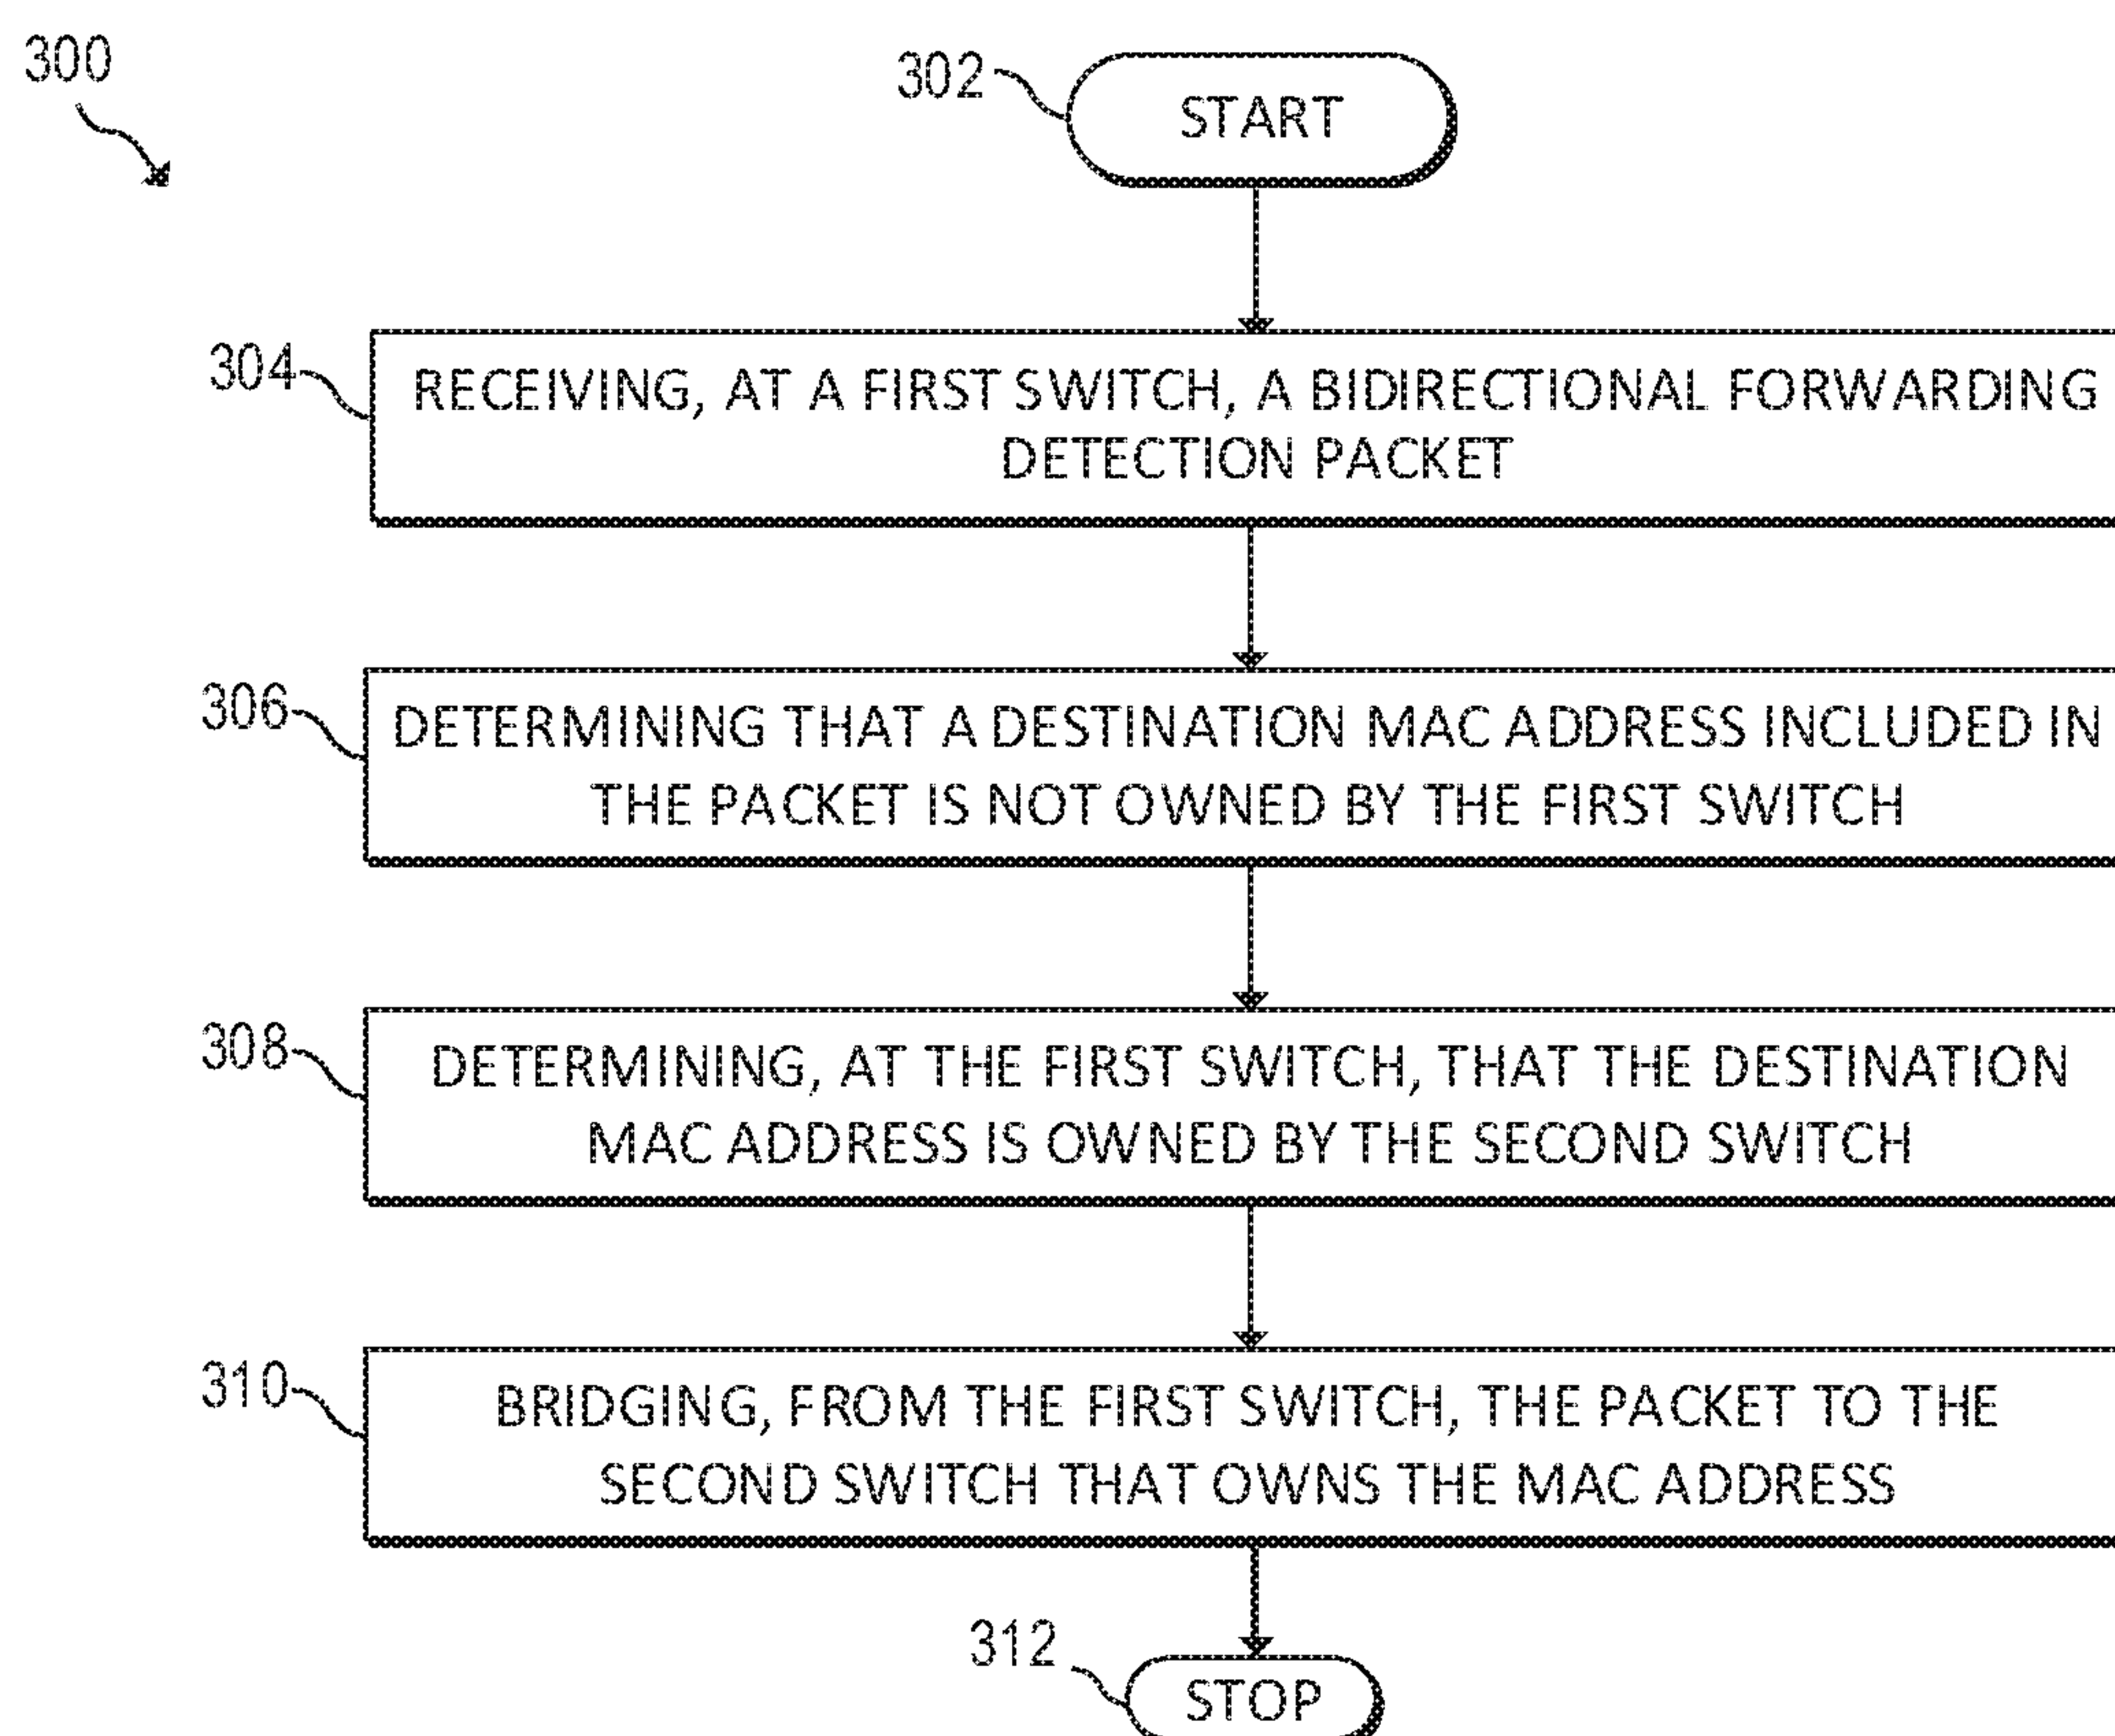 300
302
START
304
RECEIVING, AT A FIRST SWITCH, A BIDIRECTIONAL FORWARDING
DETECTION PACKET
306
DETERMINING THAT A DESTINATION MAC ADDRESS INCLUDED IN
THE PACKET IS NOT OWNED BY THE FIRST SWITCH
308
DETERMINING, AT THE FIRST SWITCH, THAT THE DESTINATION
MAC ADDRESS IS OWNED BY THE SECOND SWITCH
310
BRIDGING, FROM THE FIRST SWITCH, THE PACKET TO THE
SECOND SWITCH THAT OWNS THE MAC ADDRESS
312
STOP